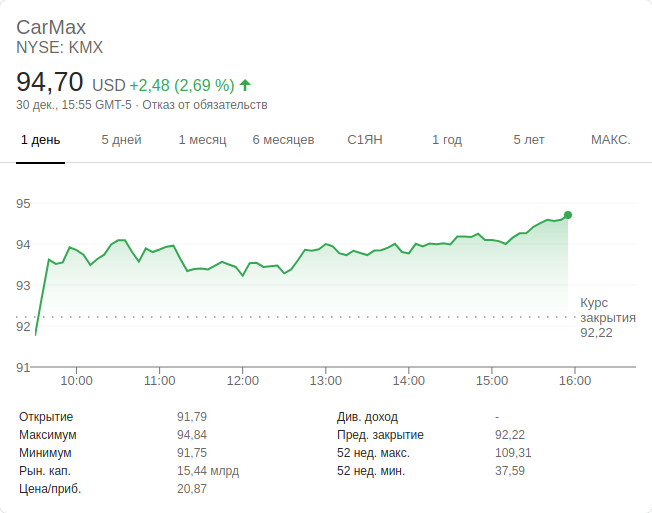 CarMax
NYSE: KMX
94,70 USD +2,48 (2,69 %)
30 дек., 15:55 GMT-5 · Отказ от обязательств
1 день 5 дней 1 месяц 6 месяцев С1ЯН 1 год 5 лет МАКС.
95
94
93
92
91
Курс
закрытия
92,22
10:00 11:00 12:00 13:00 14:00 15:00 16:00
Открытие 91,79 Див. доход -
Максимум 94,84 Пред. закрытие 92,22
Минимум 91,75 52 нед. макс. 109,31
Рын. кап. 15,44 млрд 52 нед. мин. 37,59
Цена/приб. 20,87